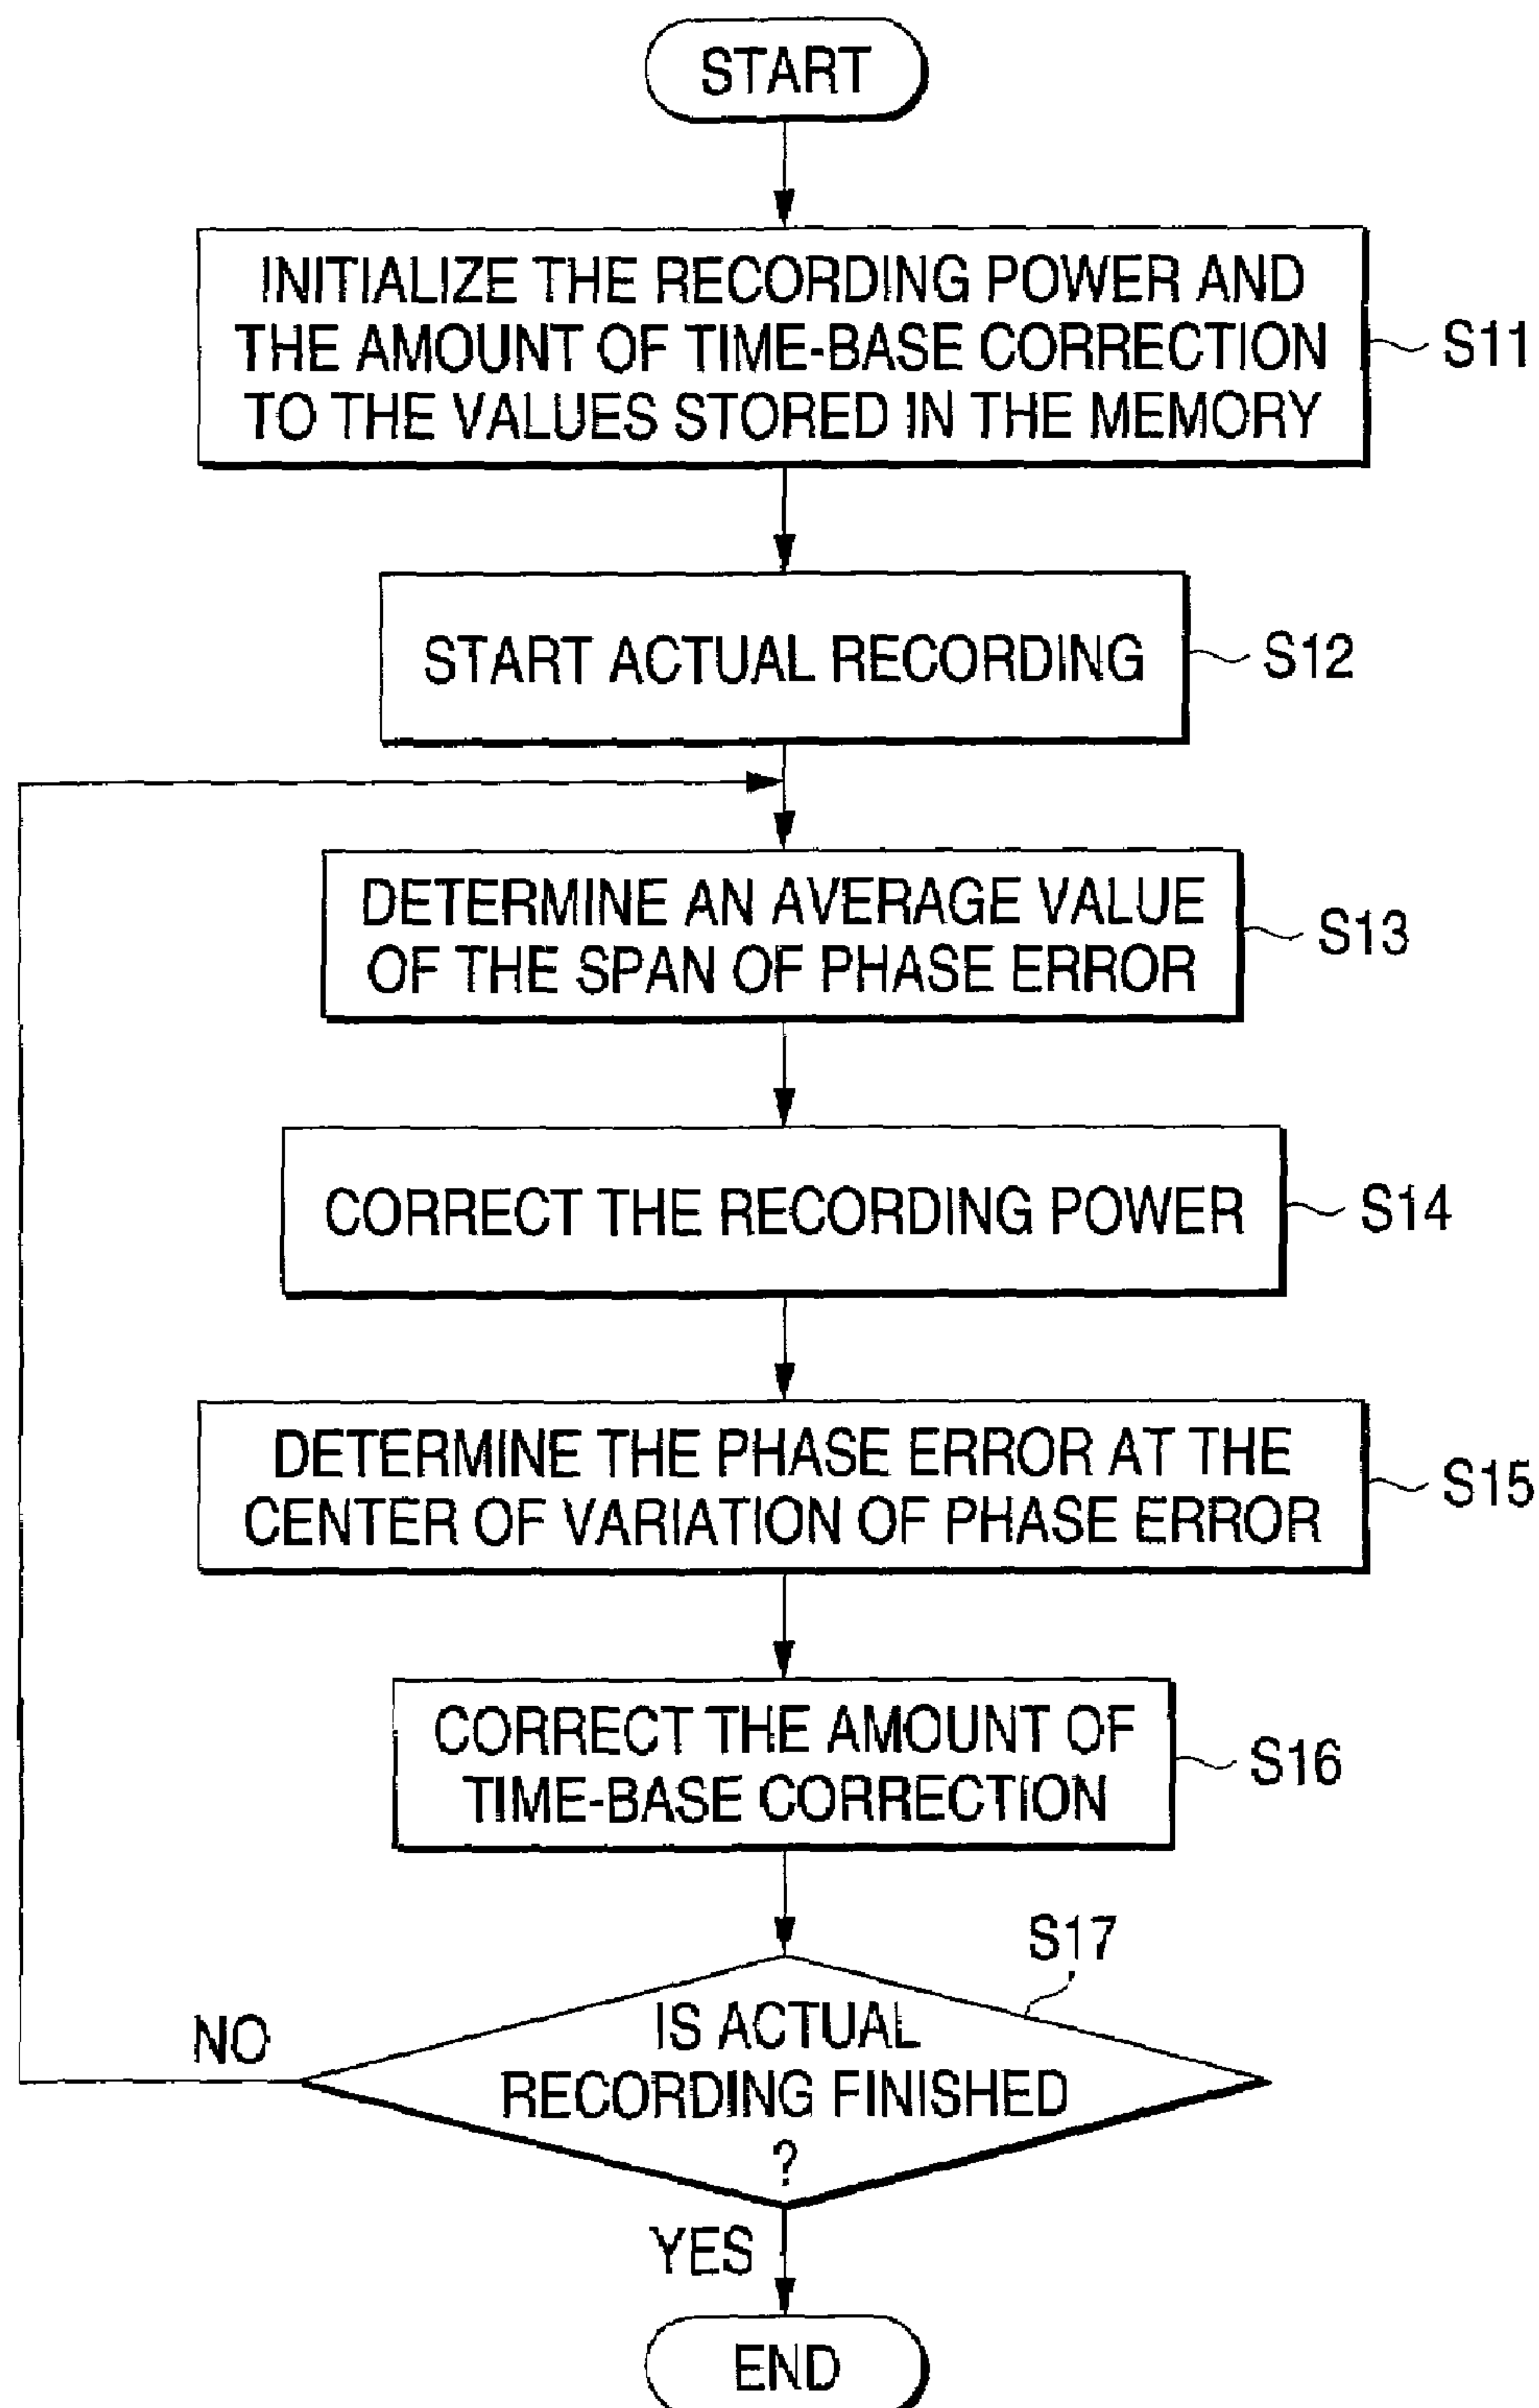 START
INITIALIZE THE RECORDING POWER AND
THE AMOUNT OF TIME-BASE CORRECTION
TO THE VALUES STORED IN THE MEMORY
S11
START ACTUAL RECORDING
S12
DETERMINE AN AVERAGE VALUE
OF THE SPAN OF PHASE ERROR
S13
CORRECT THE RECORDING POWER
S14
DETERMINE THE PHASE ERROR AT THE
CENTER OF VARIATION OF PHASE ERROR
S15
CORRECT THE AMOUNT OF
TIME-BASE CORRECTION
S16
S17
IS ACTUAL
RECORDING FINISHED
?
NO
YES
END